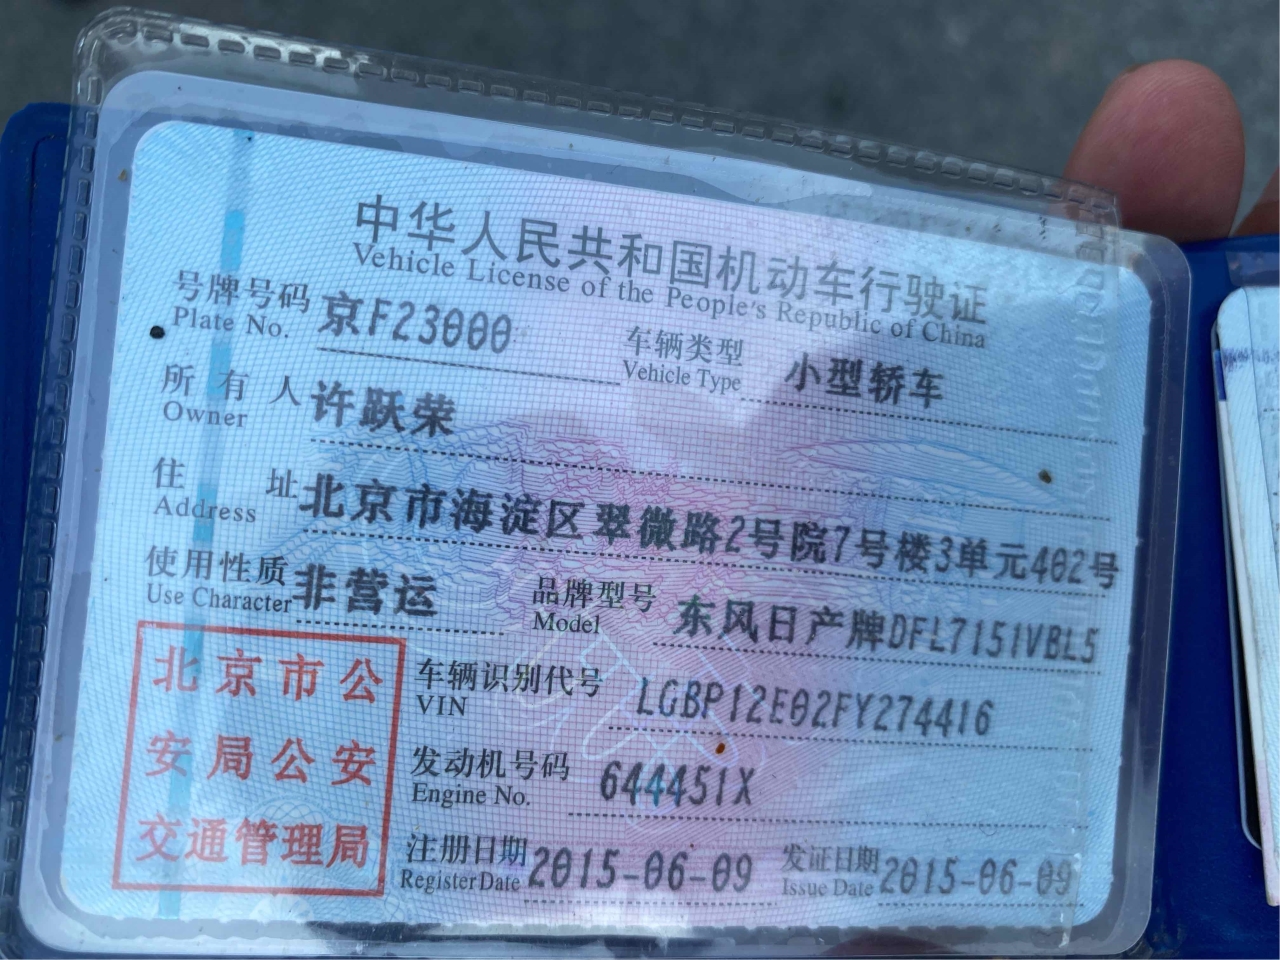 中华人民共和国机动车行驶证
Vehicle License of the People's Republic of China
号牌号码 京F23000 车辆类型 小型轿车
Plate No. Vehicle Type
所有人 许跃荣
Owner
住址 北京市海淀区翠微路2号院7号楼3单元402号
Address
使用性质 非营运 品牌型号 东风日产牌DFL7151VBL5
Use Character Model
北京市公
安局公安
交通管理局
车辆识别代号 LGBP12E02FY274416
VIN
发动机号码 644451X
Engine No.
注册日期 2015-06-09 发证日期 2015-06-09
Register Date Issue Date